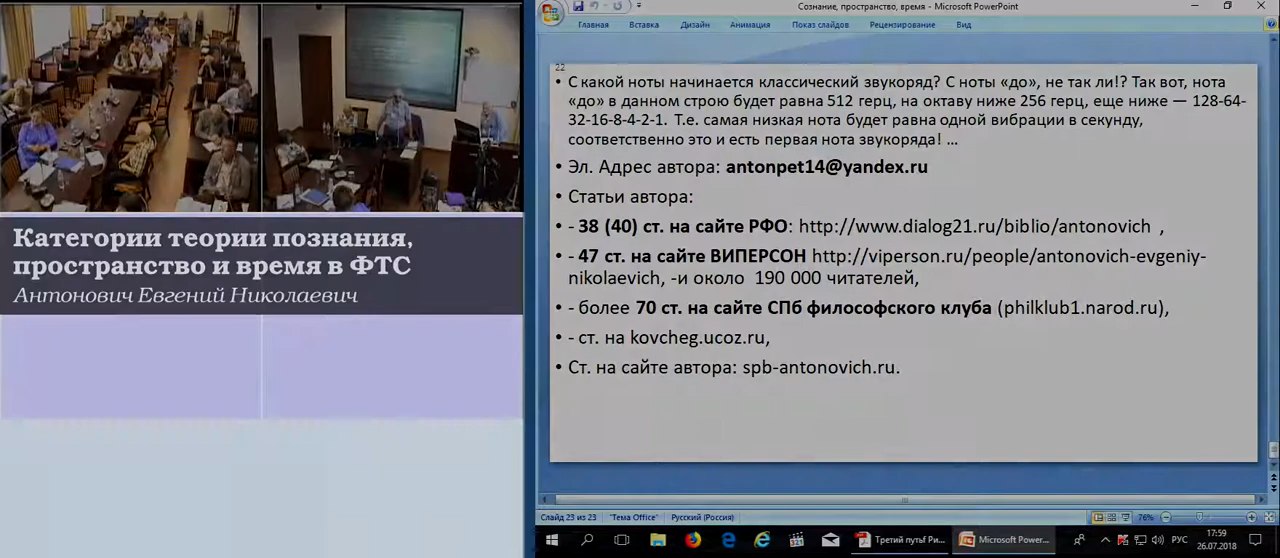 Сознание, пространство, время - Microsoft PowerPoint
Главная Вставка Дизайн Анимация Показ слайдов Рецензирование Вид
22
• С какой ноты начинается классический звукоряд? С ноты «до», не так ли!? Так вот, нота
«до» в данном строю будет равна 512 герц, на октаву ниже 256 герц, еще ниже — 128-64-
32-16-8-4-2-1. Т.е. самая низкая нота будет равна одной вибрации в секунду,
соответственно это и есть первая нота звукоряда! ...
• Эл. Адрес автора: antonpet14@yandex.ru
• Статьи автора:
• - 38 (40) ст. на сайте РФО: http://www.dialog21.ru/biblio/antonovich ,
• - 47 ст. на сайте ВИПЕРСОН http://viperson.ru/people/antonovich-evgeniy-
nikolaevich, -и около 190 000 читателей,
• - более 70 ст. на сайте СПб философского клуба (philklub1.narod.ru),
• - ст. на kovcheg.ucoz.ru,
• Ст. на сайте автора: spb-antonovich.ru.
Категории теории познания,
пространство и время в ФТС
Антонович Евгений Николаевич
Слайд 23 из 23 "Тема Office" Русский (Россия) 76%
Третий путь! Ри... Microsoft Power... РУС 17:59
26.07.2018